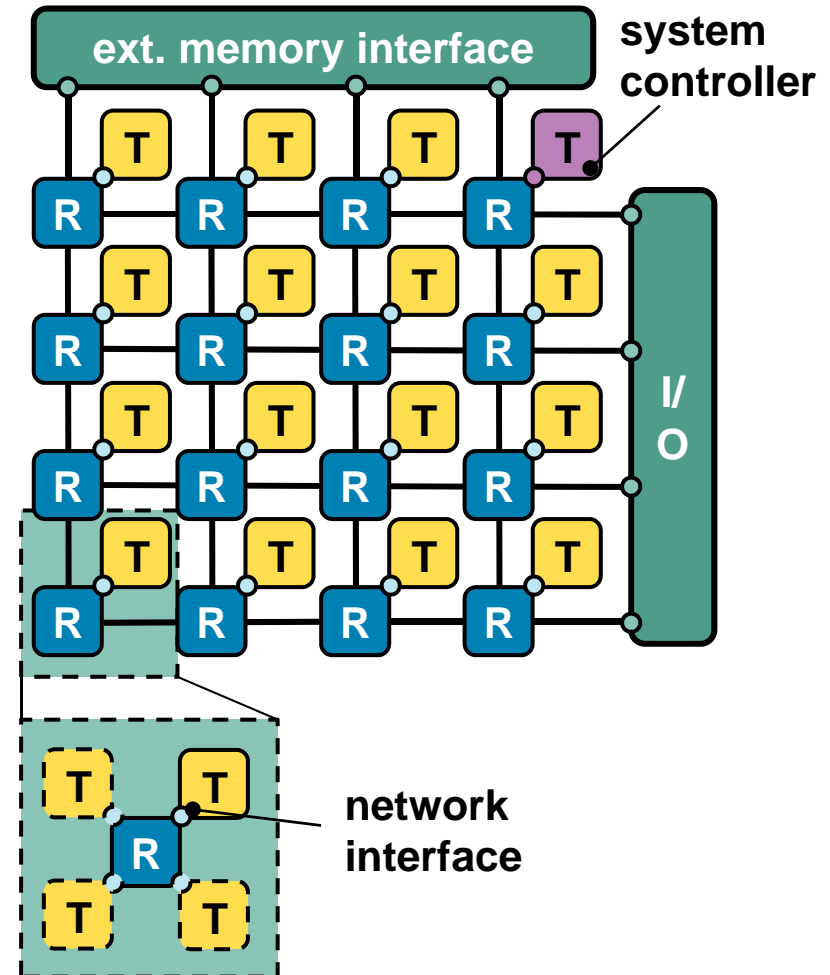 ext. memory interface
system
controller
T T T T
R R R R
T T T T
R R R R
I/
O
T T T T
R R R R
T T T T
R R R R
T T
R
network
interface
T T